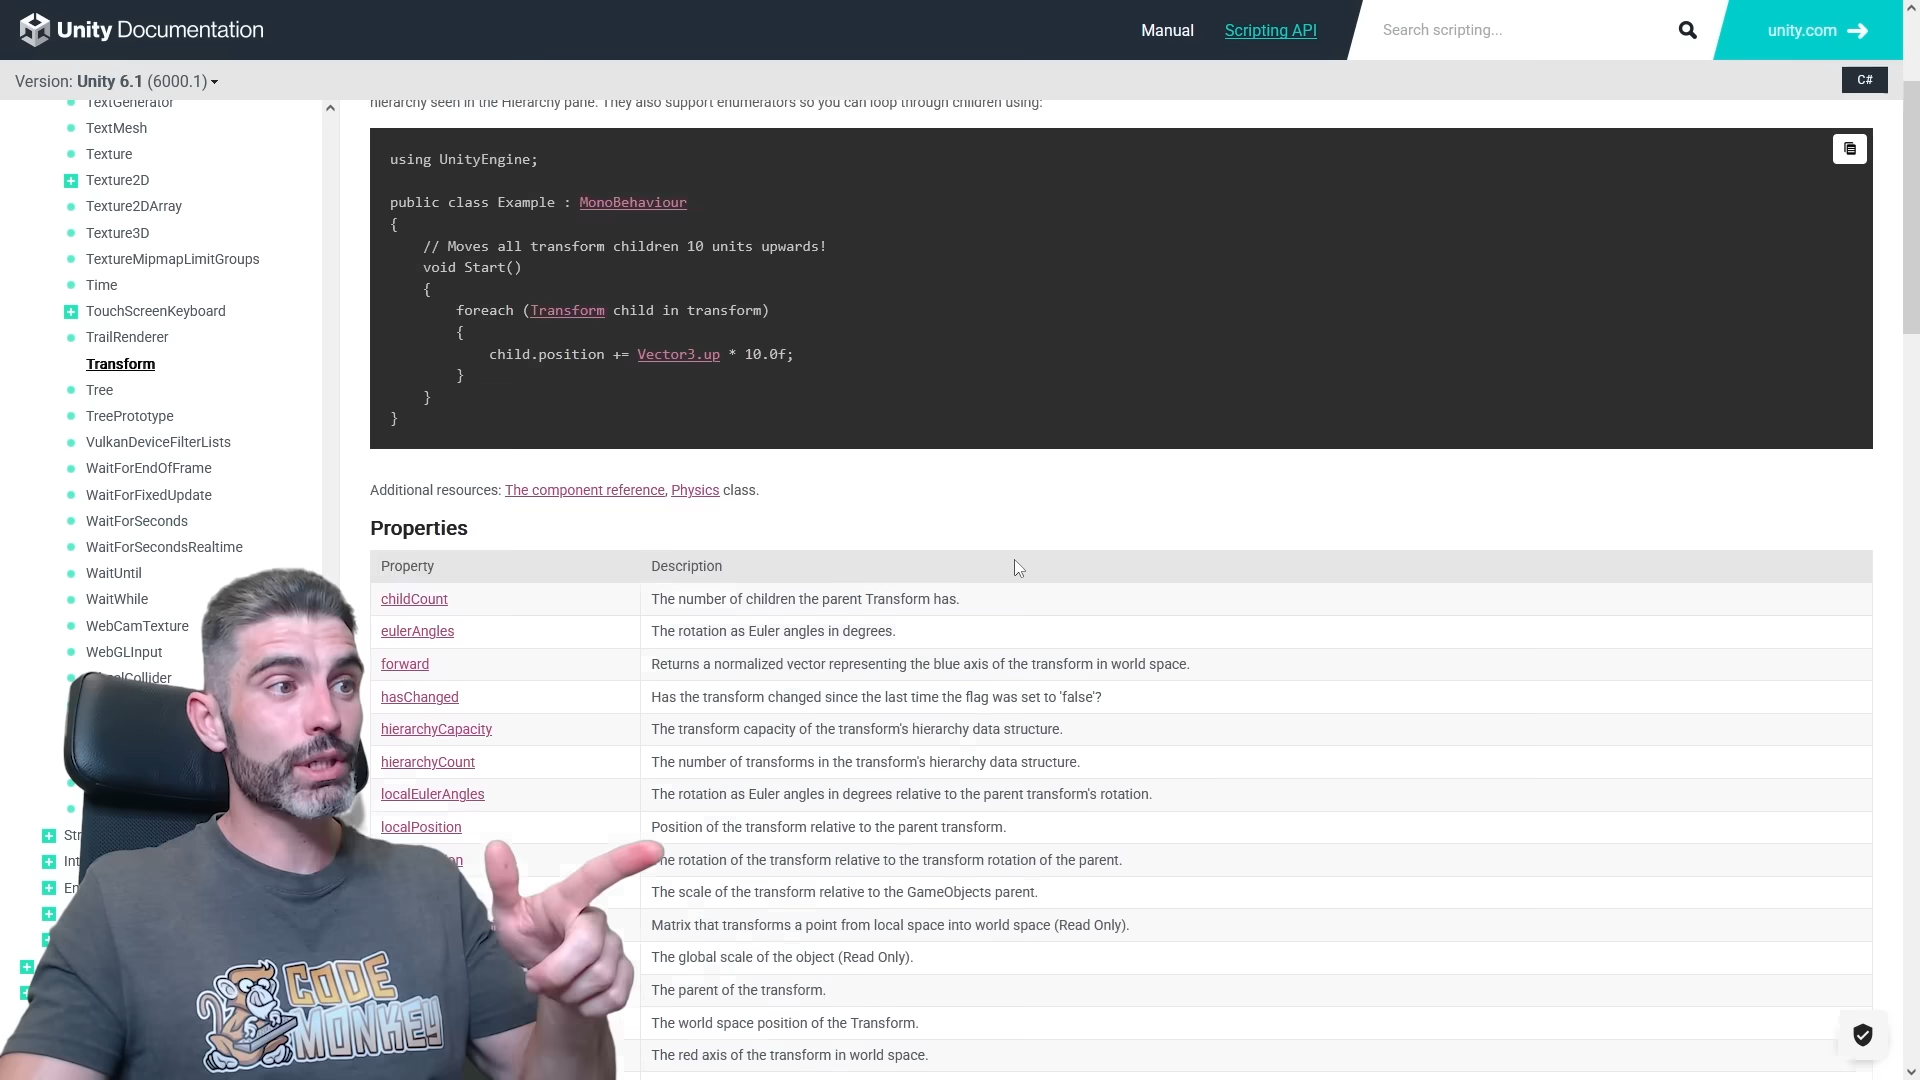 Unity Documentation
Manual
Scripting API
Search scripting...
unity.com
Version: Unity 6.1 (6000.1)
C#
TextGenerator
TextMesh
Texture
Texture2D
Texture2DArray
Texture3D
TextureMipmapLimitGroups
Time
TouchScreenKeyboard
TrailRenderer
Transform
Tree
TreePrototype
VulkanDeviceFilterLists
WaitForEndOfFrame
WaitForFixedUpdate
WaitForSeconds
WaitForSecondsRealtime
WaitUntil
WaitWhile
WebCamTexture
WebGLInput
Collider
Str
Int
En
hierarchy seen in the Hierarchy pane. They also support enumerators so you can loop through children using:
using UnityEngine;
public class Example : MonoBehaviour
{
// Moves all transform children 10 units upwards!
void Start()
{
foreach (Transform child in transform)
{
child.position += Vector3.up * 10.0f;
}
}
}
Additional resources: The component reference, Physics class.
Properties
Property Description
childCount The number of children the parent Transform has.
eulerAngles The rotation as Euler angles in degrees.
forward Returns a normalized vector representing the blue axis of the transform in world space.
hasChanged Has the transform changed since the last time the flag was set to 'false'?
hierarchyCapacity The transform capacity of the transform's hierarchy data structure.
hierarchyCount The number of transforms in the transform's hierarchy data structure.
localEulerAngles The rotation as Euler angles in degrees relative to the parent transform's rotation.
localPosition Position of the transform relative to the parent transform.
on he rotation of the transform relative to the transform rotation of the parent.
The scale of the transform relative to the GameObjects parent.
Matrix that transforms a point from local space into world space (Read Only).
The global scale of the object (Read Only).
The parent of the transform.
The world space position of the Transform.
The red axis of the transform in world space.
CODE
MONKEY